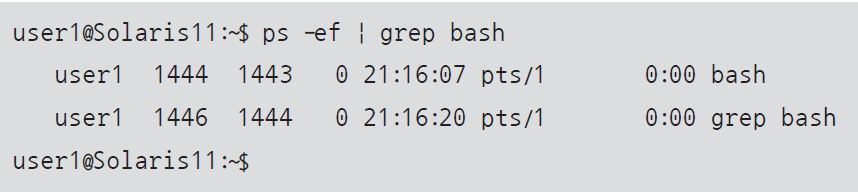 user1@Solaris11:~$ ps -ef | grep bash
user1 1444 1443 0 21:16:07 pts/1 0:00 bash
user1 1446 1444 0 21:16:20 pts/1 0:00 grep bash
user1@Solaris11:~$